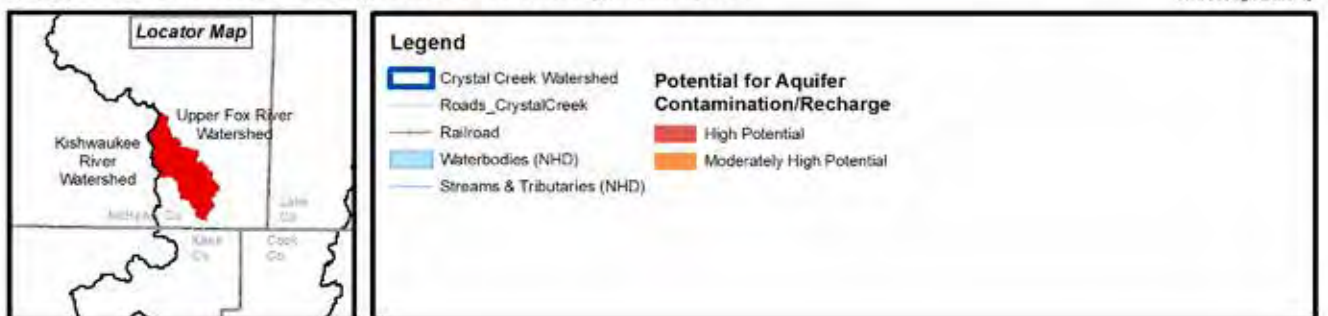 Locator Map
Upper Fox River
Watershed
Kishwaukee
River
Watershed
Lake
Co
Kane
Co
Cook
Co
Legend
Crystal Creek Watershed
Roads_CrystalCreek
Railroad
Waterbodies (NHD)
Streams & Tributaries (NHD)
Potential for Aquifer
Contamination/Recharge
High Potential
Moderately High Potential